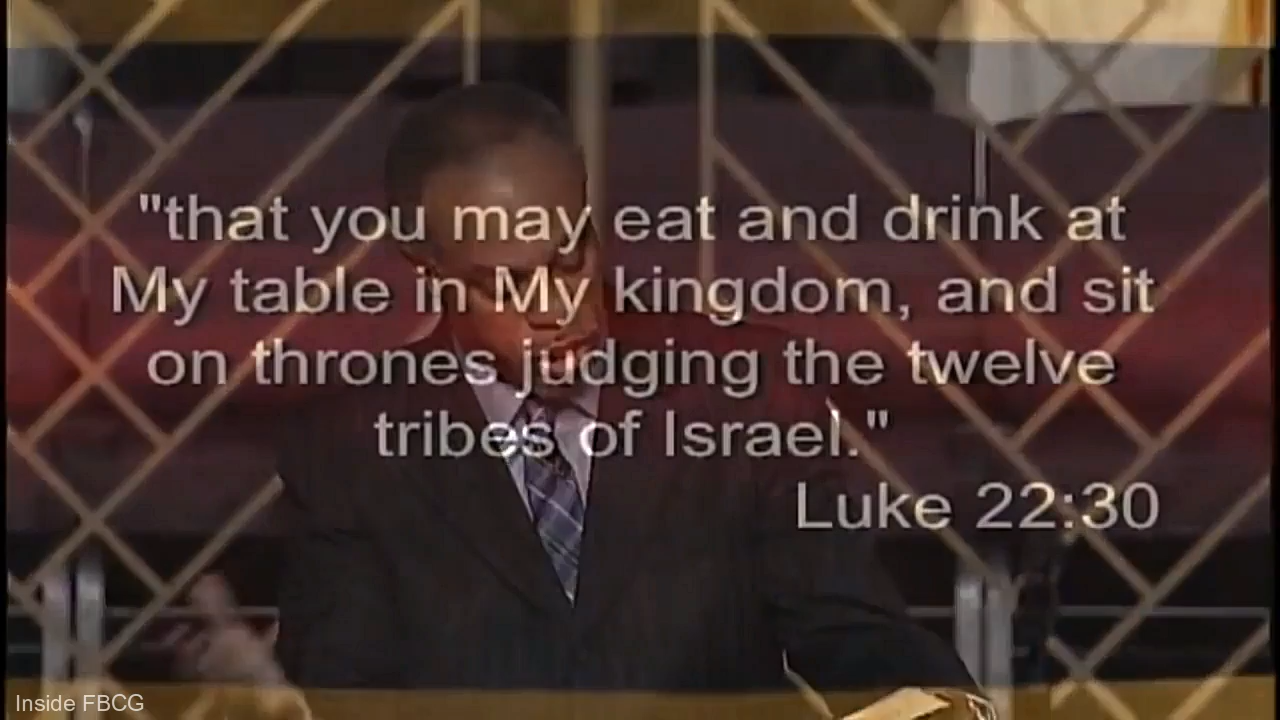 "that you may eat and drink at
My table in My kingdom, and sit
on thrones judging the twelve
tribes of Israel."
Luke 22:30
Inside FBCG